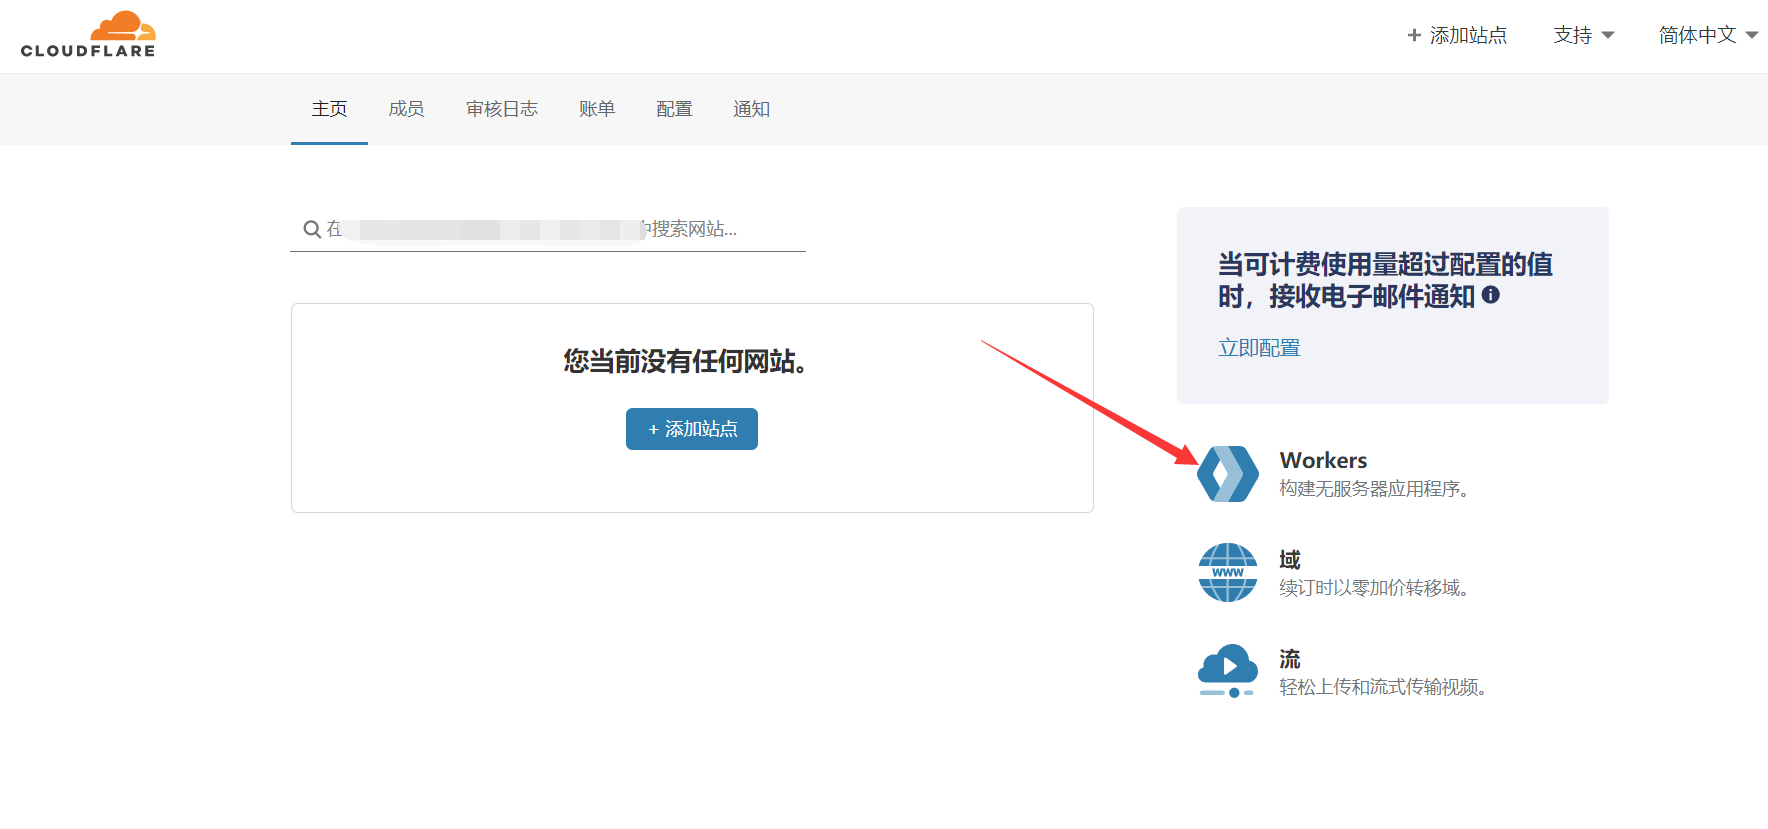 CLOUDFLARE
+ 添加站点 支持 简体中文
主页 成员 审核日志 账单 配置 通知
在 中搜索网站...
您当前没有任何网站。
+ 添加站点
当可计费使用量超过配置的值
时，接收电子邮件通知
立即配置
Workers
构建无服务器应用程序。
www
域
续订时以零加价转移域。
流
轻松上传和流式传输视频。